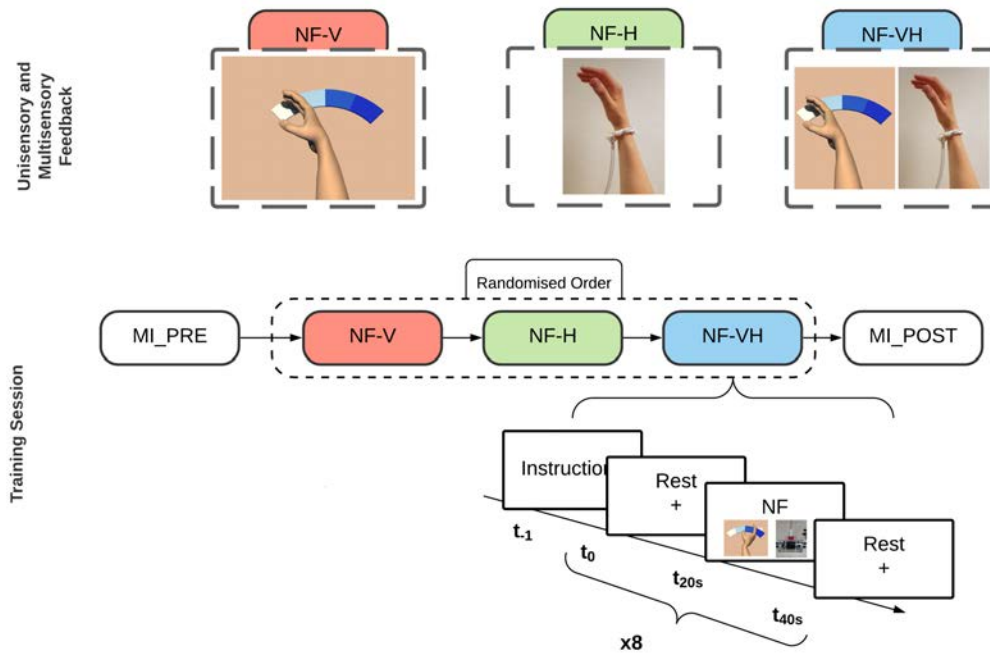 NF-V
NF-H
NF-VH
Unisensory and
Multisensory
Feedback
Randomised Order
MI_PRE
NF-V
NF-H
NF-VH
MI_POST
Training Session
Instruction
Rest
+
NF
Rest
+
t-1
t0
t20s
t40s
x8